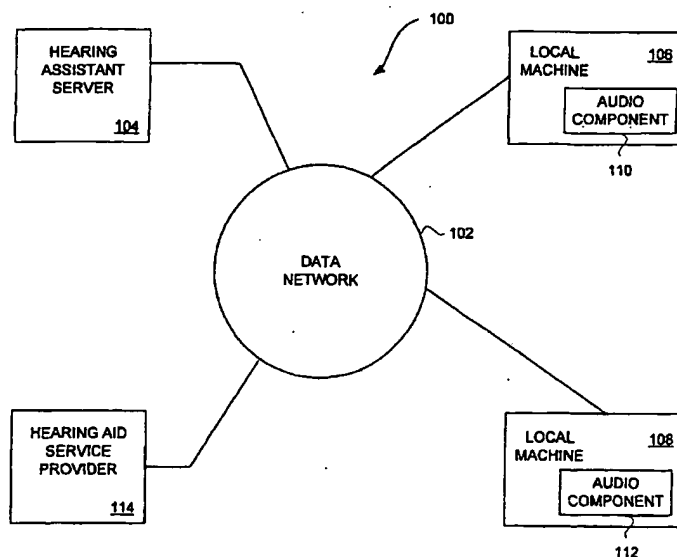 100
HEARING
ASSISTANT
SERVER
104
LOCAL
MACHINE
106
AUDIO
COMPONENT
110
102
DATA
NETWORK
HEARING AID
SERVICE
PROVIDER
114
LOCAL
MACHINE
108
AUDIO
COMPONENT
112